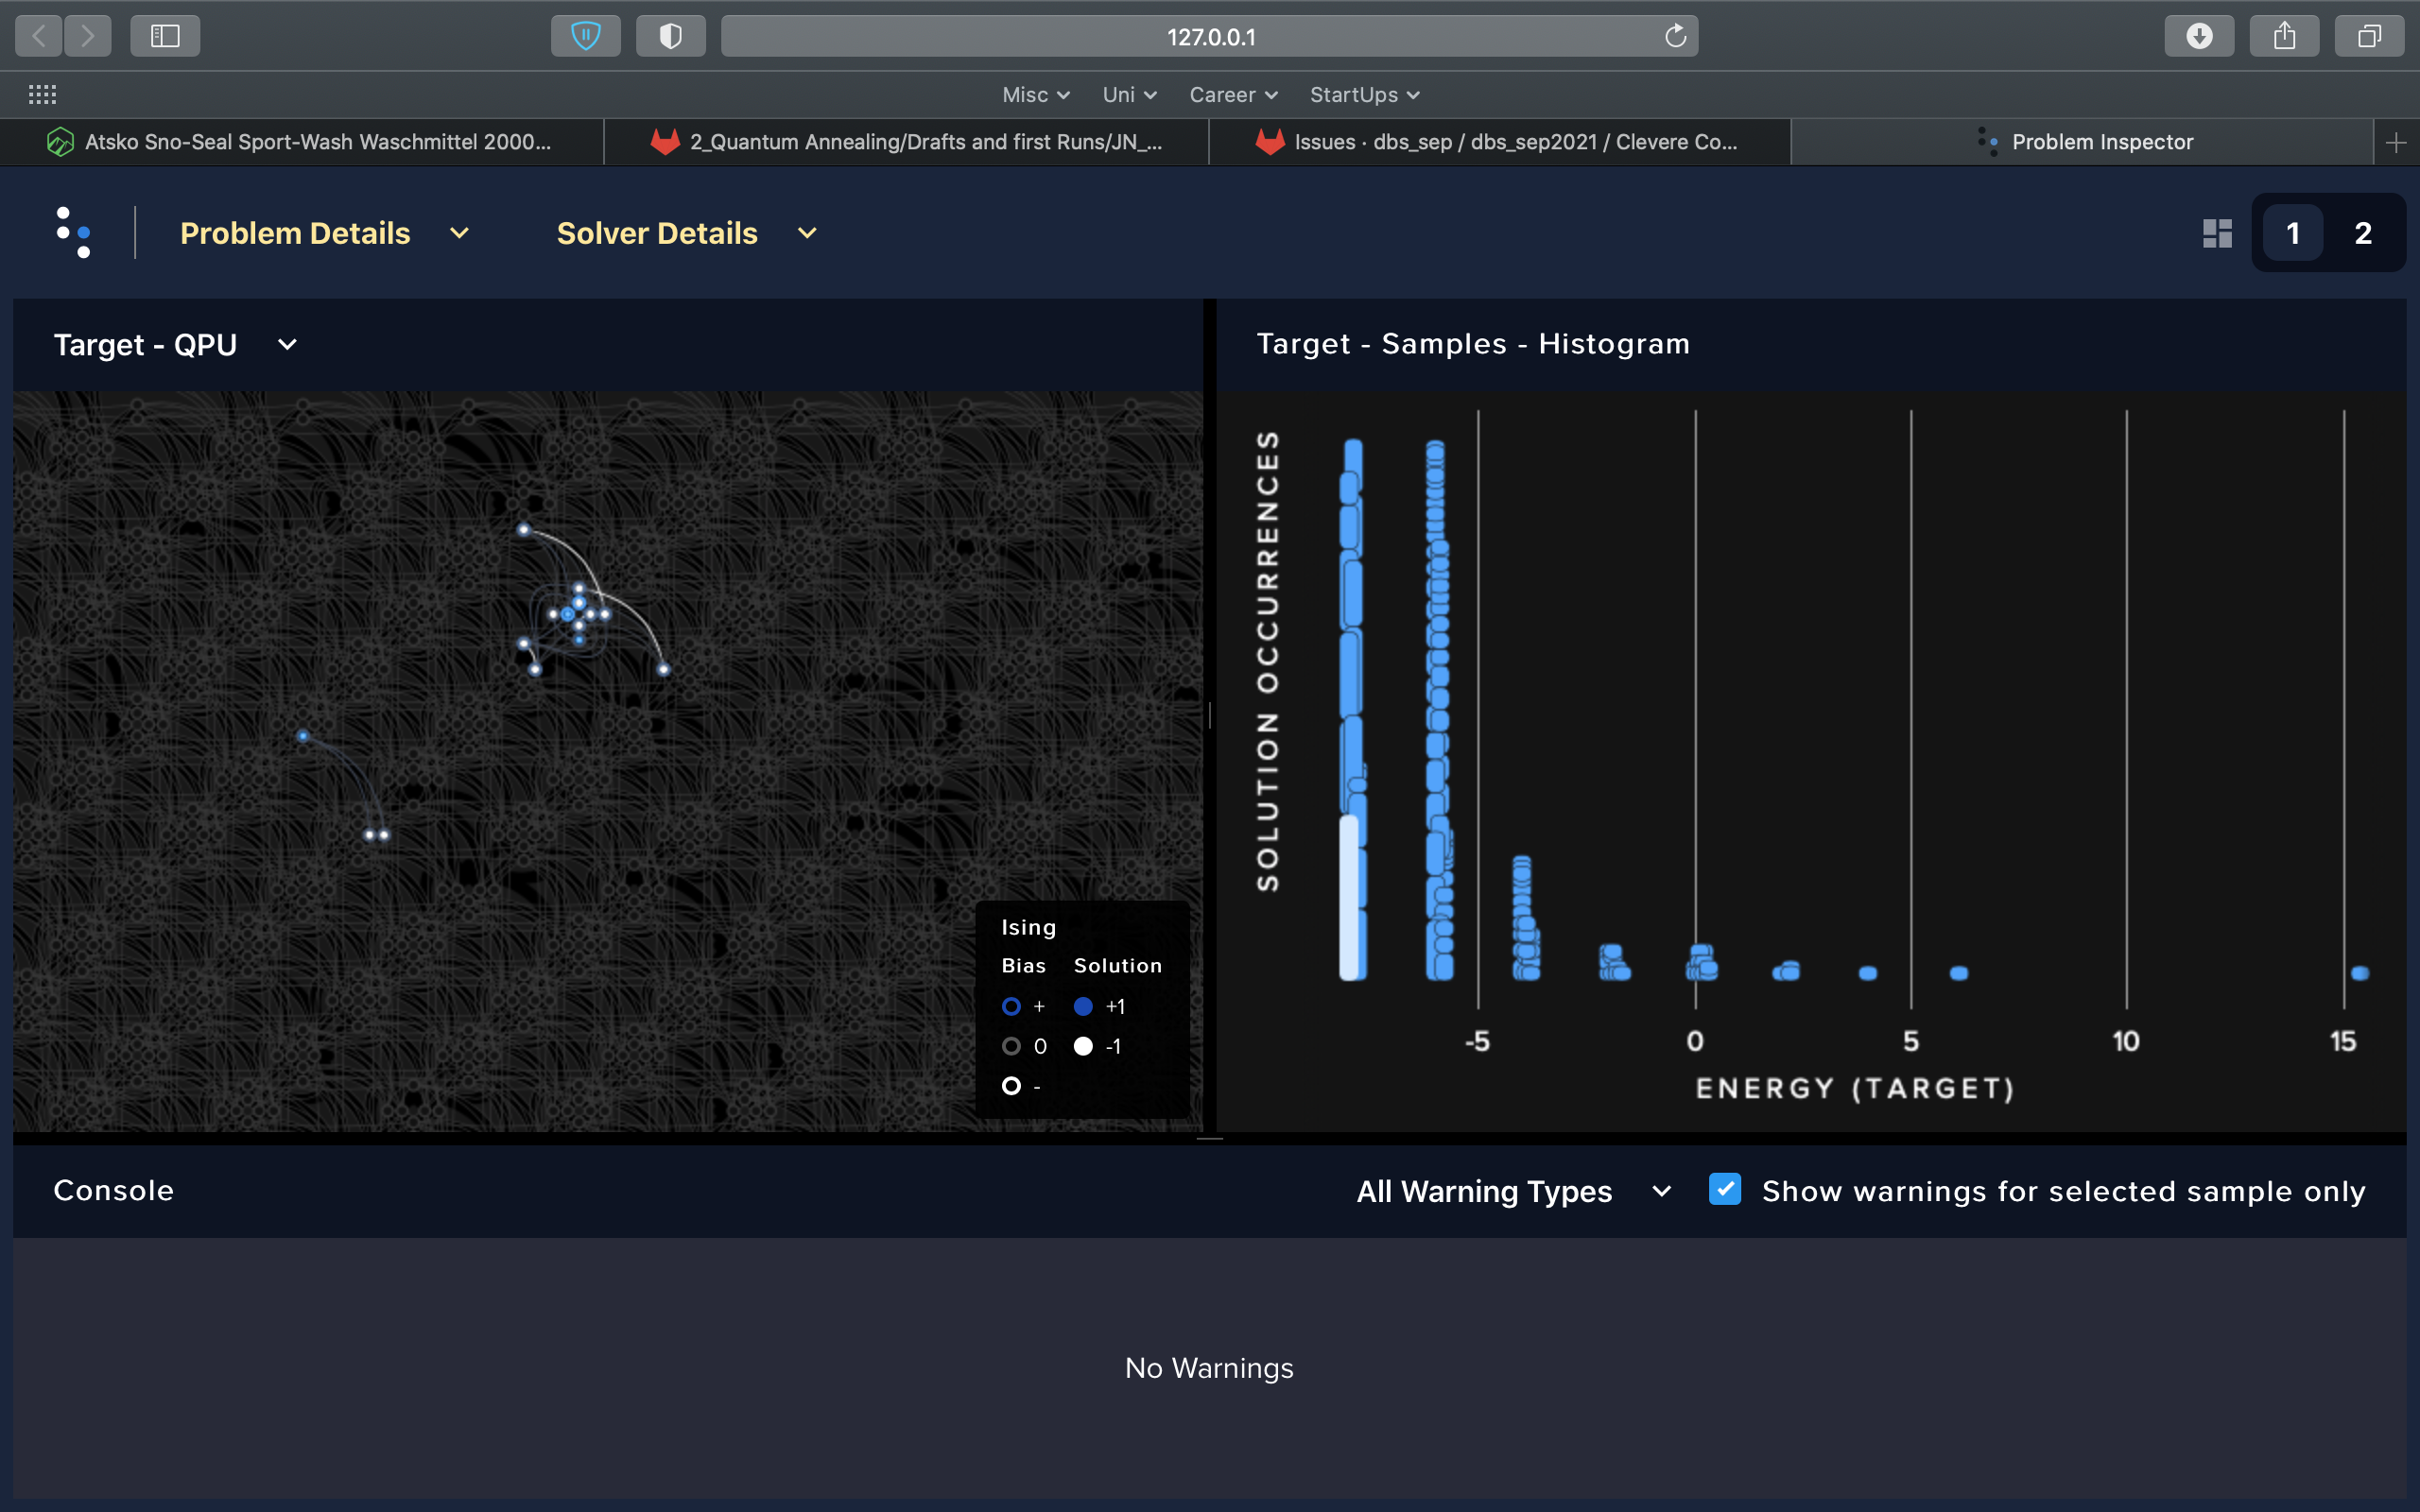 127.0.0.1
Misc Uni Career StartUps
Atsko Sno-Seal Sport-Wash Waschmittel 2000... 2_Quantum Annealing/Drafts and first Runs/JN_... Issues · dbs_sep / dbs_sep2021 / Clevere Co... Problem Inspector
Problem Details Solver Details 1 2
Target - QPU
Target - Samples - Histogram
SOLUTION OCCURRENCES
Ising
Bias Solution
+ +1
0 -1
-
-5 0 5 10 15
ENERGY (TARGET)
Console All Warning Types Show warnings for selected sample only
No Warnings